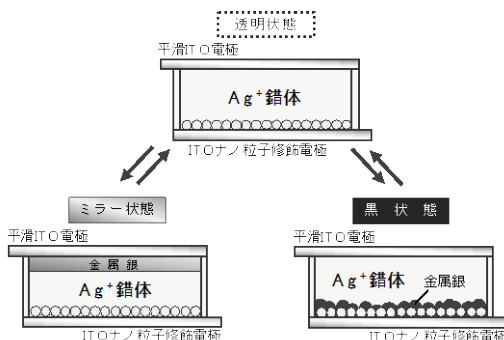 透明状態
平滑ITO電極
Ag⁺錯体
ITOナノ粒子修飾電極
ミラー状態
黒状態
平滑ITO電極
平滑ITO電極
金属銀
Ag⁺錯体
Ag⁺錯体
金属銀
ITOナノ粒子修飾電極
ITOナノ粒子修飾電極